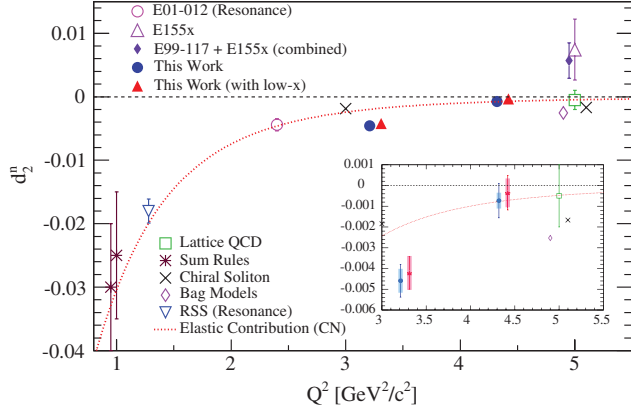 E01-012 (Resonance)
E155x
E99-117 + E155x (combined)
This Work
This Work (with low-x)
0.01
0
-0.01
-0.02
-0.03
-0.04
d₂ⁿ
Lattice QCD
Sum Rules
Chiral Soliton
Bag Models
RSS (Resonance)
Elastic Contribution (CN)
0.001
0
-0.001
-0.002
-0.003
-0.004
-0.005
-0.006
3 3.5 4 4.5 5 5.5
1 2 3 4 5
Q² [GeV²/c²]